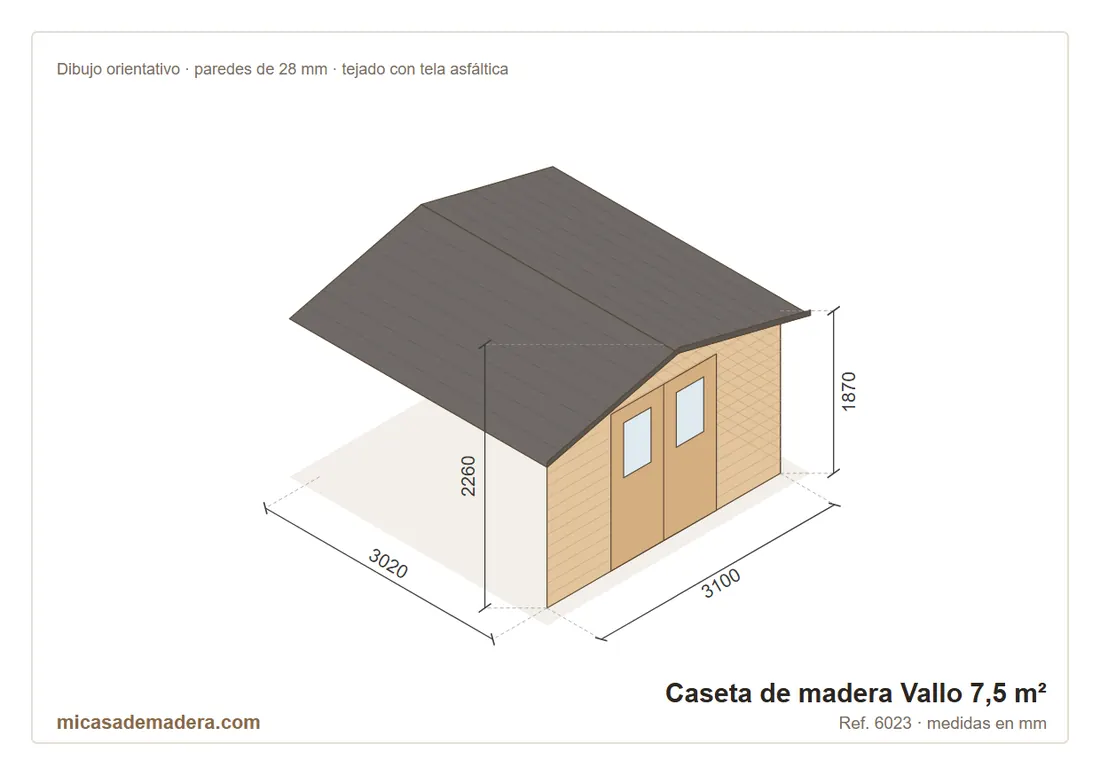 Dibujo orientativo · paredes de 28 mm · tejado con tela asfáltica
1870
2260
3020
3100
Caseta de madera Vallo 7,5 m²
micasademadera.com
Ref. 6023 · medidas en mm